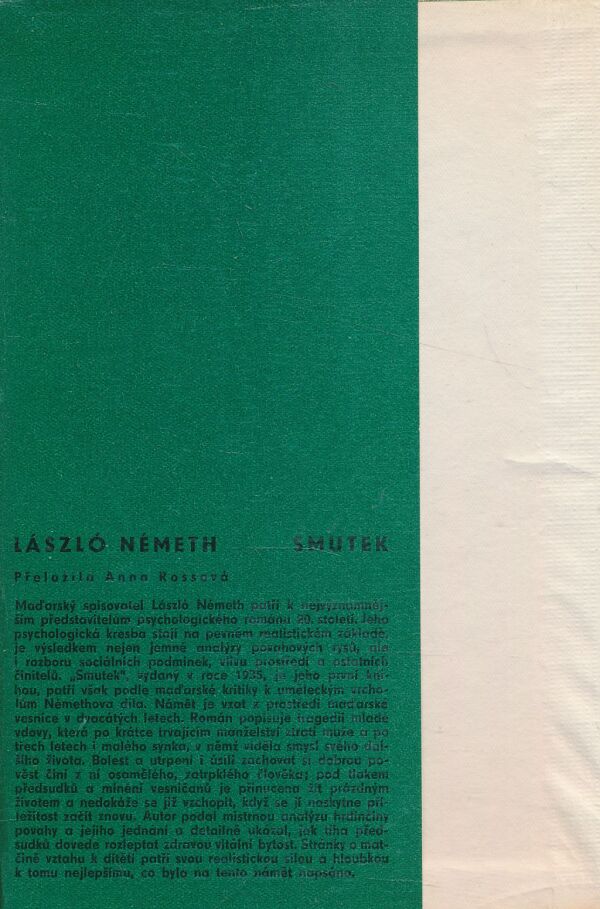 LÁSZLÓ NÉMETH SMUTEK
Přeložila Anna Rossová
Maďarský spisovatel László Németh patří k nejvýznamněj-
ším představitelům psychologického románu 20. století. Jeho
psychologická kresba stojí na pevném realistickém základě,
je výsledkem nejen jemné analýzy povahových rysů, ale
i rozboru sociálních podmínek, vlivu prostředí a ostatních
činitelů. „Smutek", vydaný v roce 1935, je jeho první kni-
hou, patří však podle maďarské kritiky k uměleckým vrcho-
lům Némethova díla. Námět je vzat z prostředí maďarské
vesnice v dvacátých letech. Román popisuje tragédii mladé
vdovy, která po krátce trvajícím manželství ztratí muže a po
třech letech i malého synka, v němž viděla smysl svého dal-
šího života. Bolest a utrpení i úsilí zachovat si dobrou po-
věst činí z ní osamělého, zatrpklého člověka; pod tlakem
předsudků a mínění vesničanů je přinucena žít prázdným
životem a nedokáže se již vzchopit, když se jí naskytne pří-
ležitost začít znovu. Autor podal mistrnou analýzu hrdinčiny
povahy a jejího jednání a detailně ukázal, jak tíha před-
sudků dovede rozleptat zdravou vitální bytost. Stránky o mat-
čině vztahu k dítěti patří svou realistickou silou a hloubkou
k tomu nejlepšímu, co bylo na tento námět napsáno.